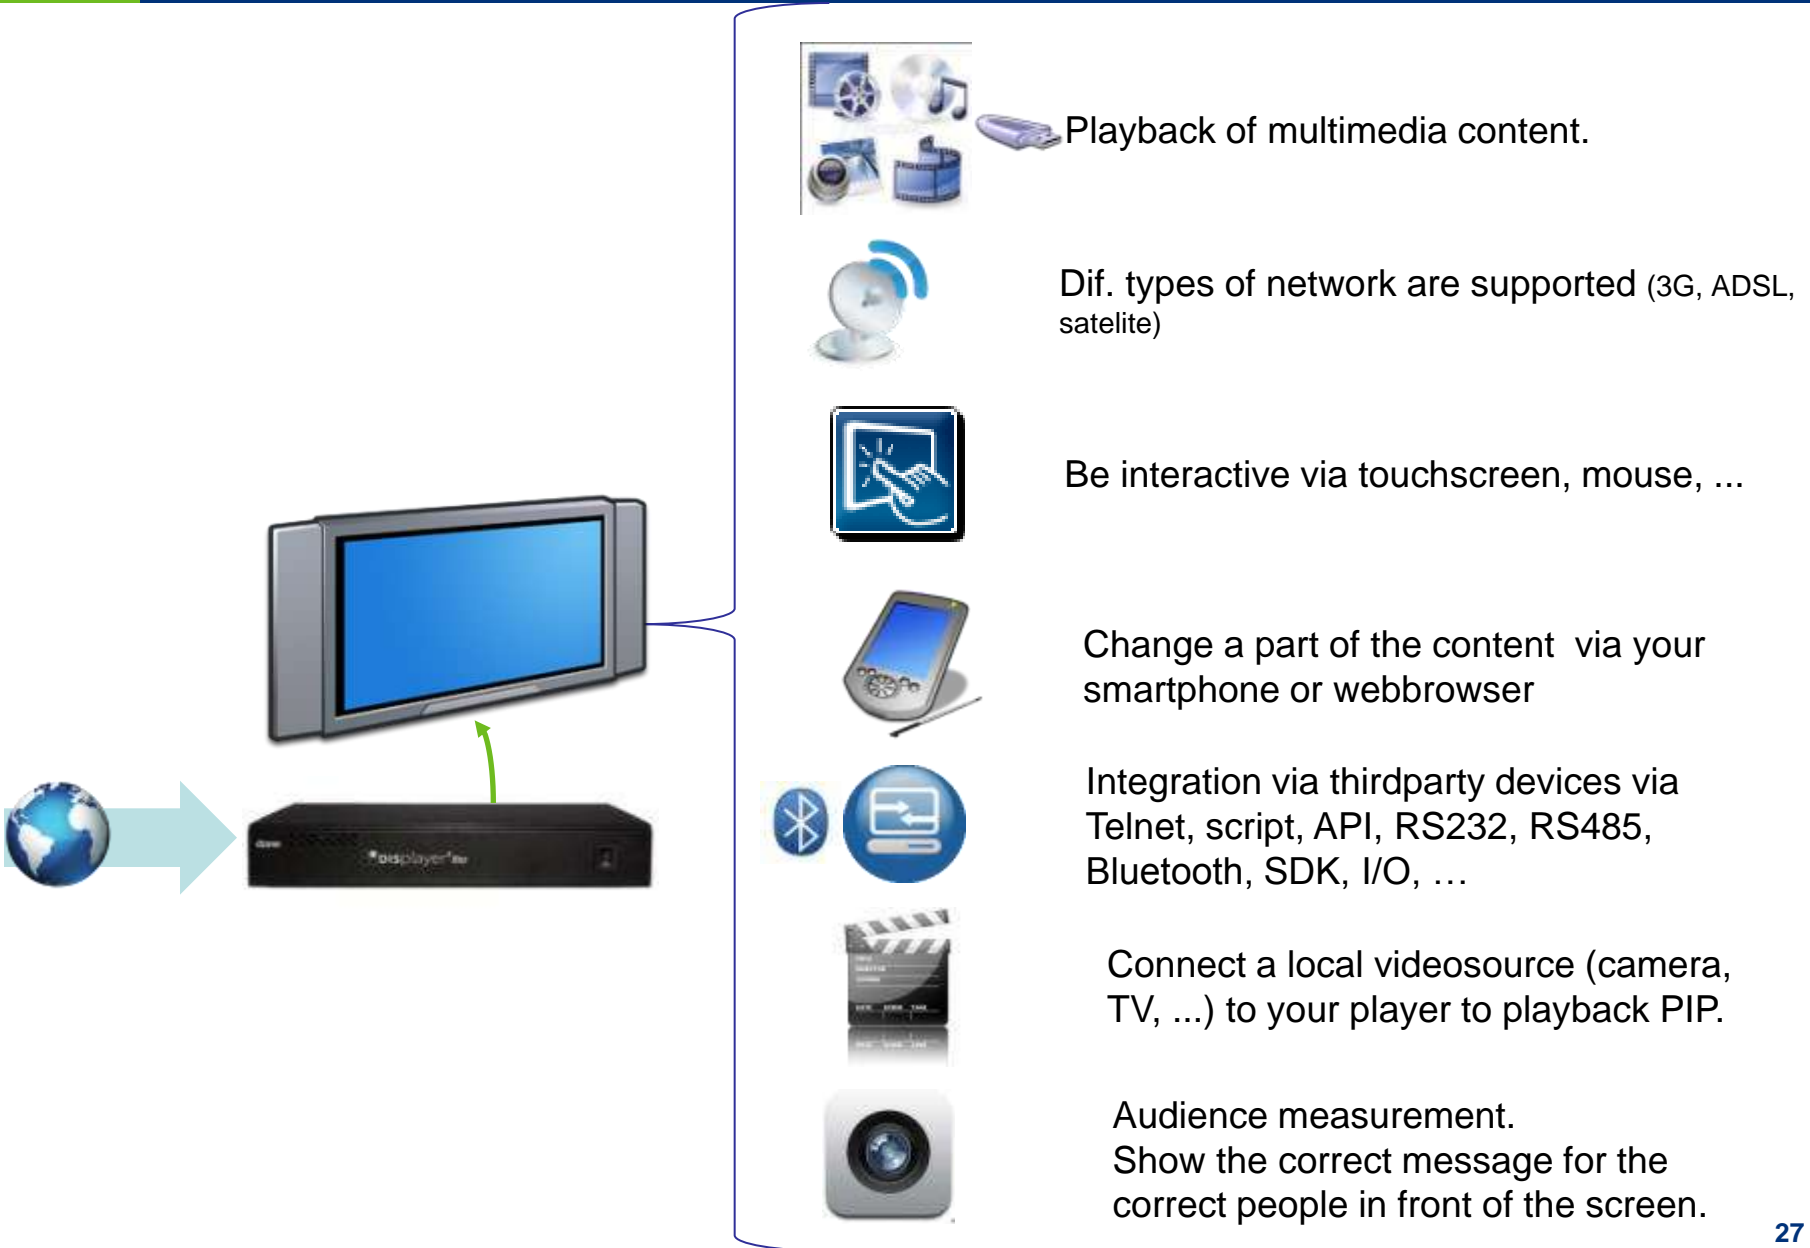 Playback of multimedia content.
Dif. types of network are supported (3G, ADSL,
satelite)
Be interactive via touchscreen, mouse, ...
Change a part of the content  via your
smartphone or webbrowser
DISplayer
Integration via thirdparty devices via
Telnet, script, API, RS232, RS485,
Bluetooth, SDK, I/O, …
Connect a local videosource (camera,
TV, ...) to your player to playback PIP.
Audience measurement.
Show the correct message for the
correct people in front of the screen.
27